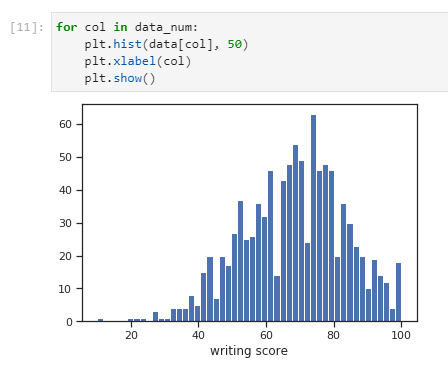 [11]: for col in data_num:
plt.hist(data[col], 50)
plt.xlabel(col)
plt.show()
60
50
40
30
20
10
0
20 40 60 80 100
writing score